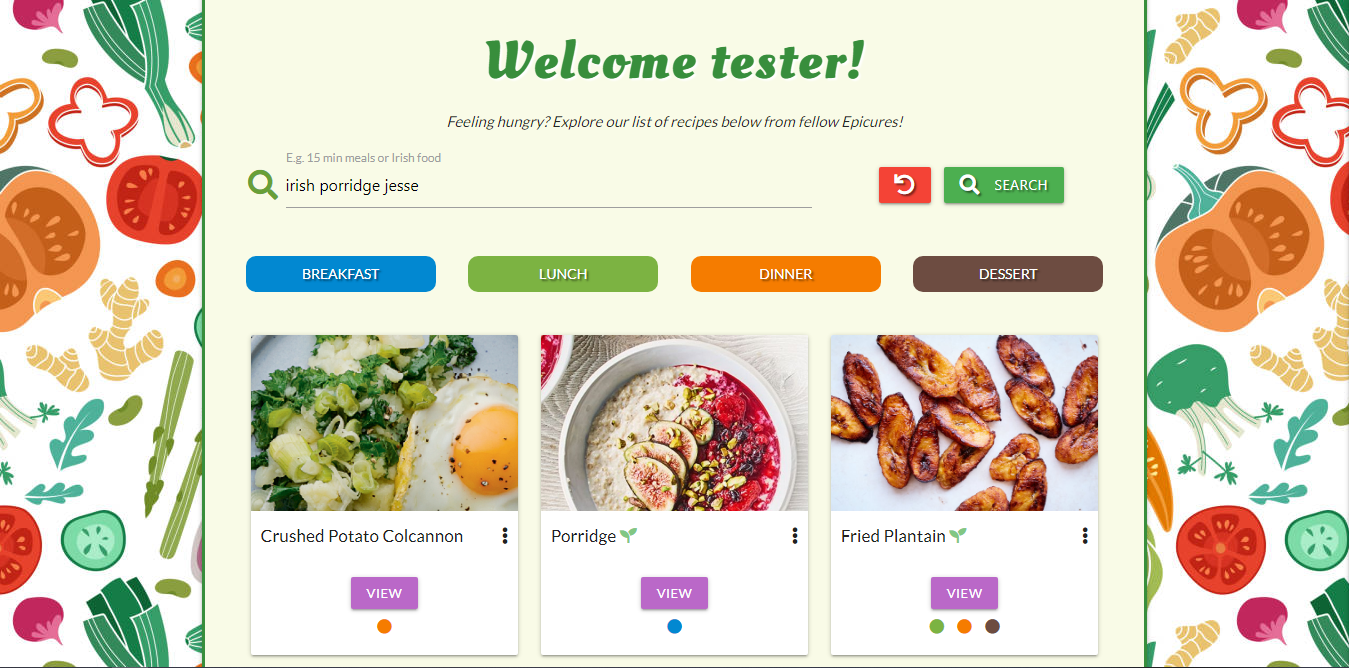 Welcome tester!
Feeling hungry? Explore our list of recipes below from fellow Epicures!
E.g. 15 min meals or Irish food
irish porridge jesse
SEARCH
BREAKFAST
LUNCH
DINNER
DESSERT
Crushed Potato Colcannon
Porridge
Fried Plantain
VIEW
VIEW
VIEW